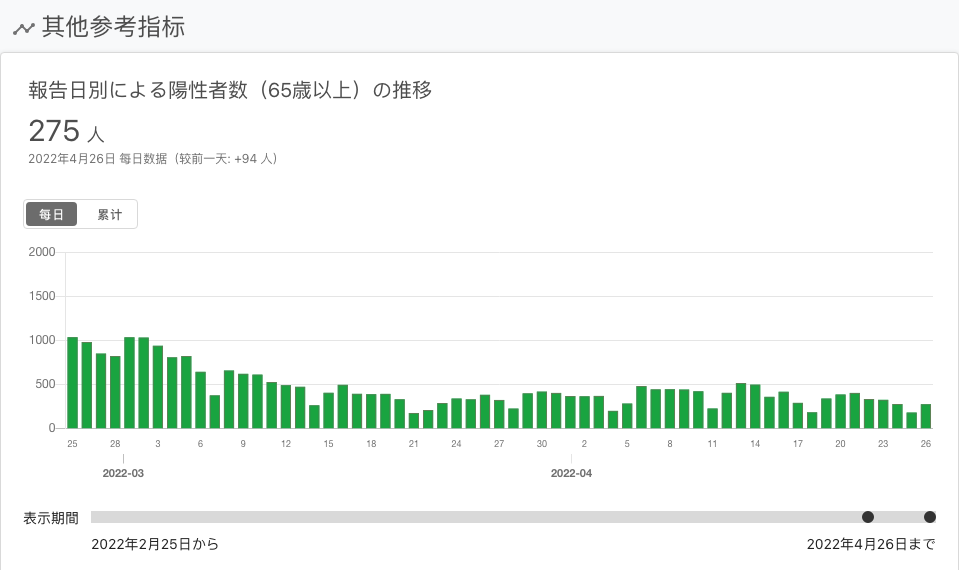 其他参考指标
報告日別による陽性者数（65歳以上）の推移
275 人
2022年4月26日 每日数据（较前一天: +94 人）
每日 累计
2000
1500
1000
500
0
25 28 3 6 9 12 15 18 21 24 27 30 2 5 8 11 14 17 20 23 26
2022-03 2022-04
表示期間
2022年2月25日から 2022年4月26日まで